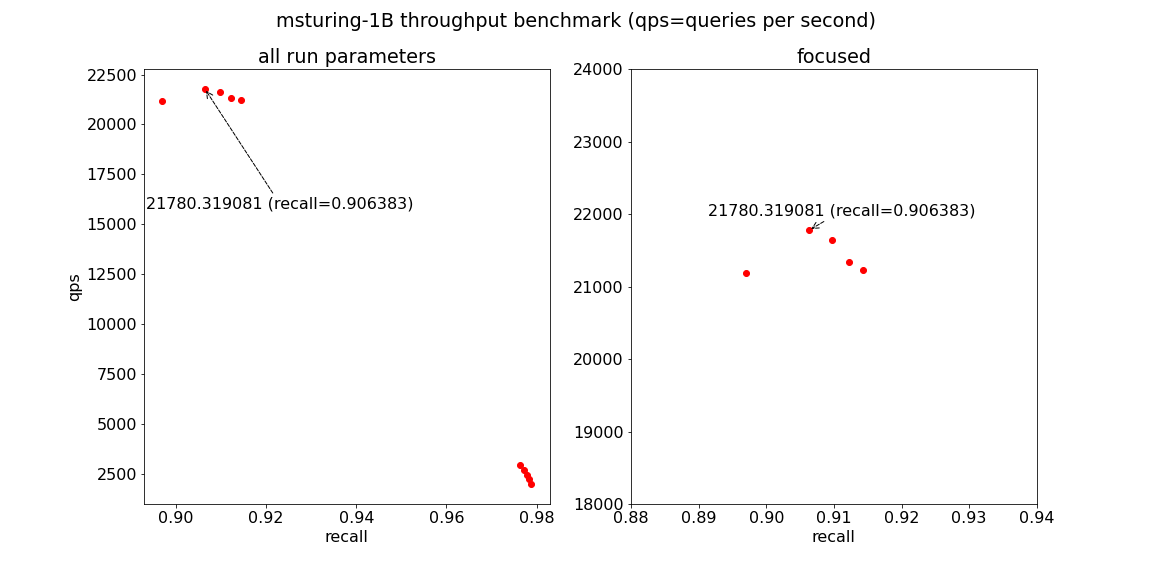 msturing-1B throughput benchmark (qps=queries per second)
all run parameters
22500
20000
17500
15000
12500
10000
7500
5000
2500
qps
21780.319081 (recall=0.906383)
0.90 0.92 0.94 0.96 0.98
recall
focused
24000
23000
22000
21000
20000
19000
18000
21780.319081 (recall=0.906383)
0.88 0.89 0.90 0.91 0.92 0.93 0.94
recall